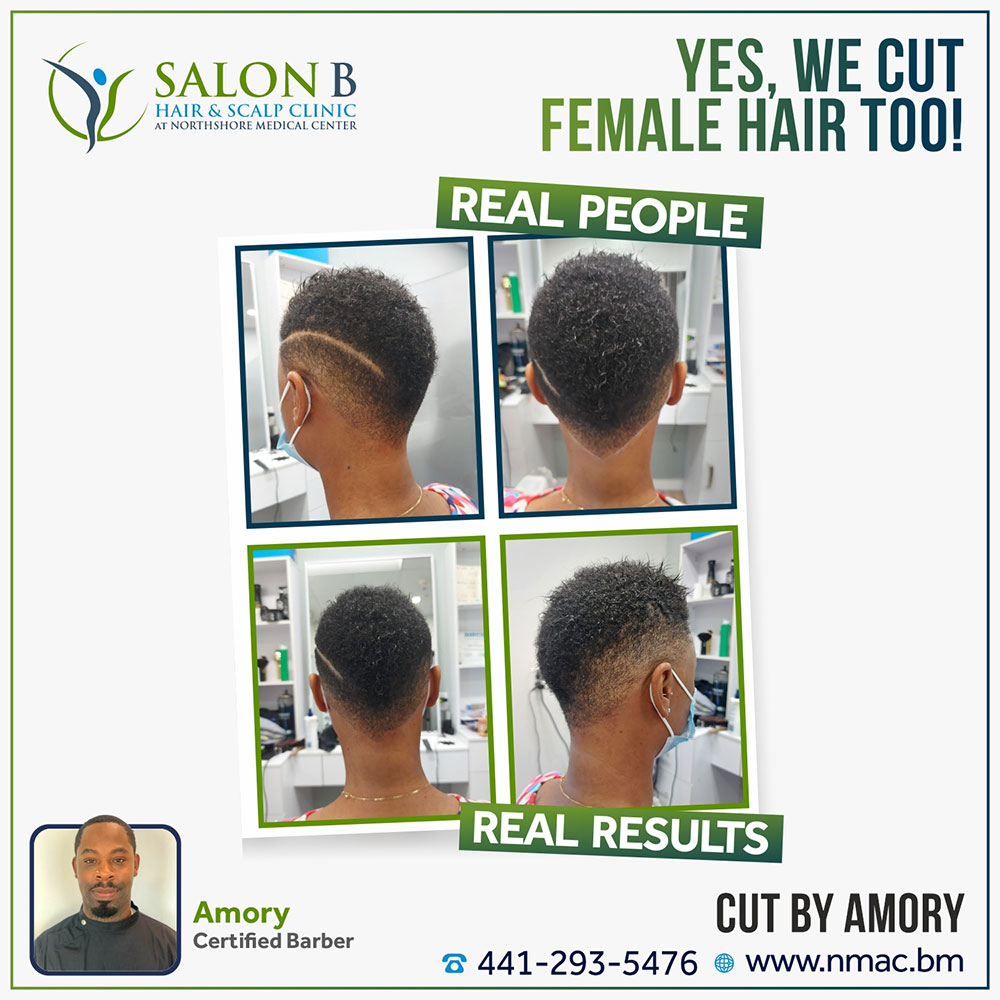 SALON B
HAIR & SCALP CLINIC
AT NORTHSHORE MEDICAL CENTER
YES, WE CUT
FEMALE HAIR TOO!
REAL PEOPLE
REAL RESULTS
Amory
Certified Barber
CUT BY AMORY
441-293-5476 www.nmac.bm